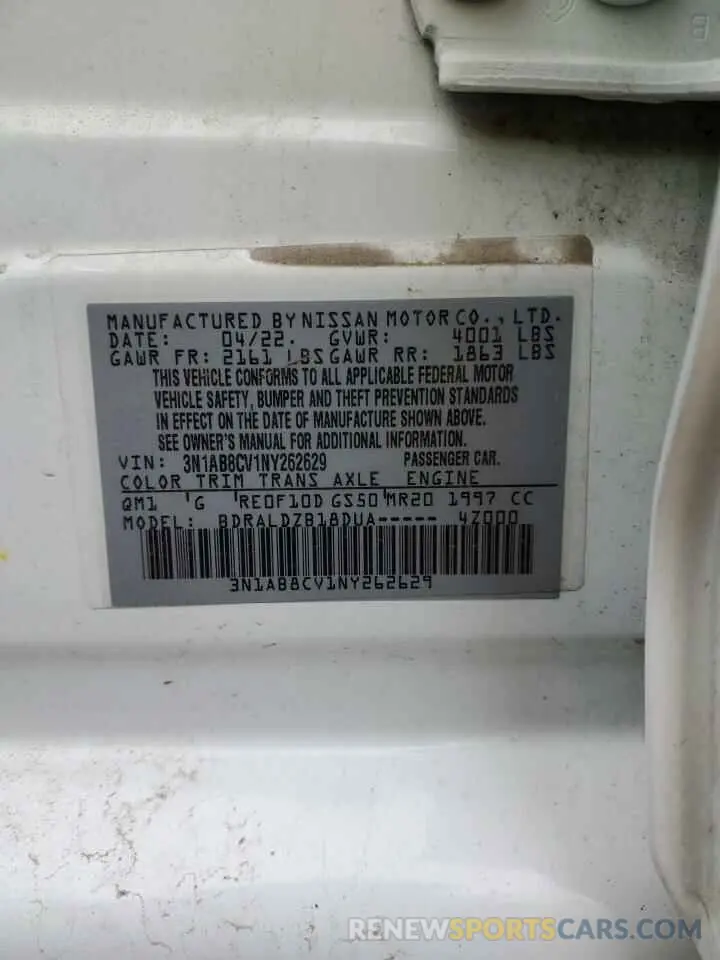 B
MANUFACTURED BY NISSAN MOTOR CO., LTD.
DATE: 04/22. GVWR: 4001 LBS
GAWR FR: 2161 LBS GAWR RR: 1863 LBS
THIS VEHICLE CONFORMS TO ALL APPLICABLE FEDERAL MOTOR
VEHICLE SAFETY, BUMPER AND THEFT PREVENTION STANDARDS
IN EFFECT ON THE DATE OF MANUFACTURE SHOWN ABOVE.
SEE OWNER'S MANUAL FOR ADDITIONAL INFORMATION.
VIN: 3N1AB8CV1NY262629 PASSENGER CAR.
COLOR TRIM TRANS AXLE ENGINE
QM1 'G 'RE0F10D GS50 MR20 1997 CC
MODEL: BDRALDZB18DUA----- 4Z000
3N1AB8CV1NY262629
RENEWSPORTSCARS.COM